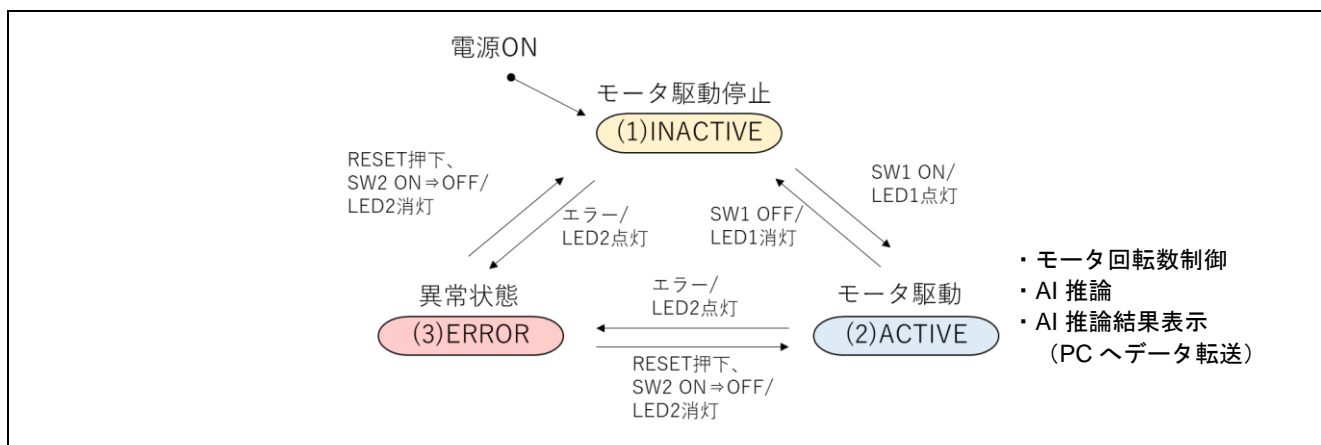 電源ON
モータ駆動停止
(1)INACTIVE
RESET押下、
SW2 ON⇒OFF/
LED2消灯
エラー/
LED2点灯
SW1 OFF/
LED1消灯
SW1 ON/
LED1点灯
異常状態
(3)ERROR
エラー/
LED2点灯
RESET押下、
SW2 ON⇒OFF/
LED2消灯
モータ駆動
(2)ACTIVE
・モータ回転数制御
・AI 推論
・AI 推論結果表示
（PC へデータ転送）